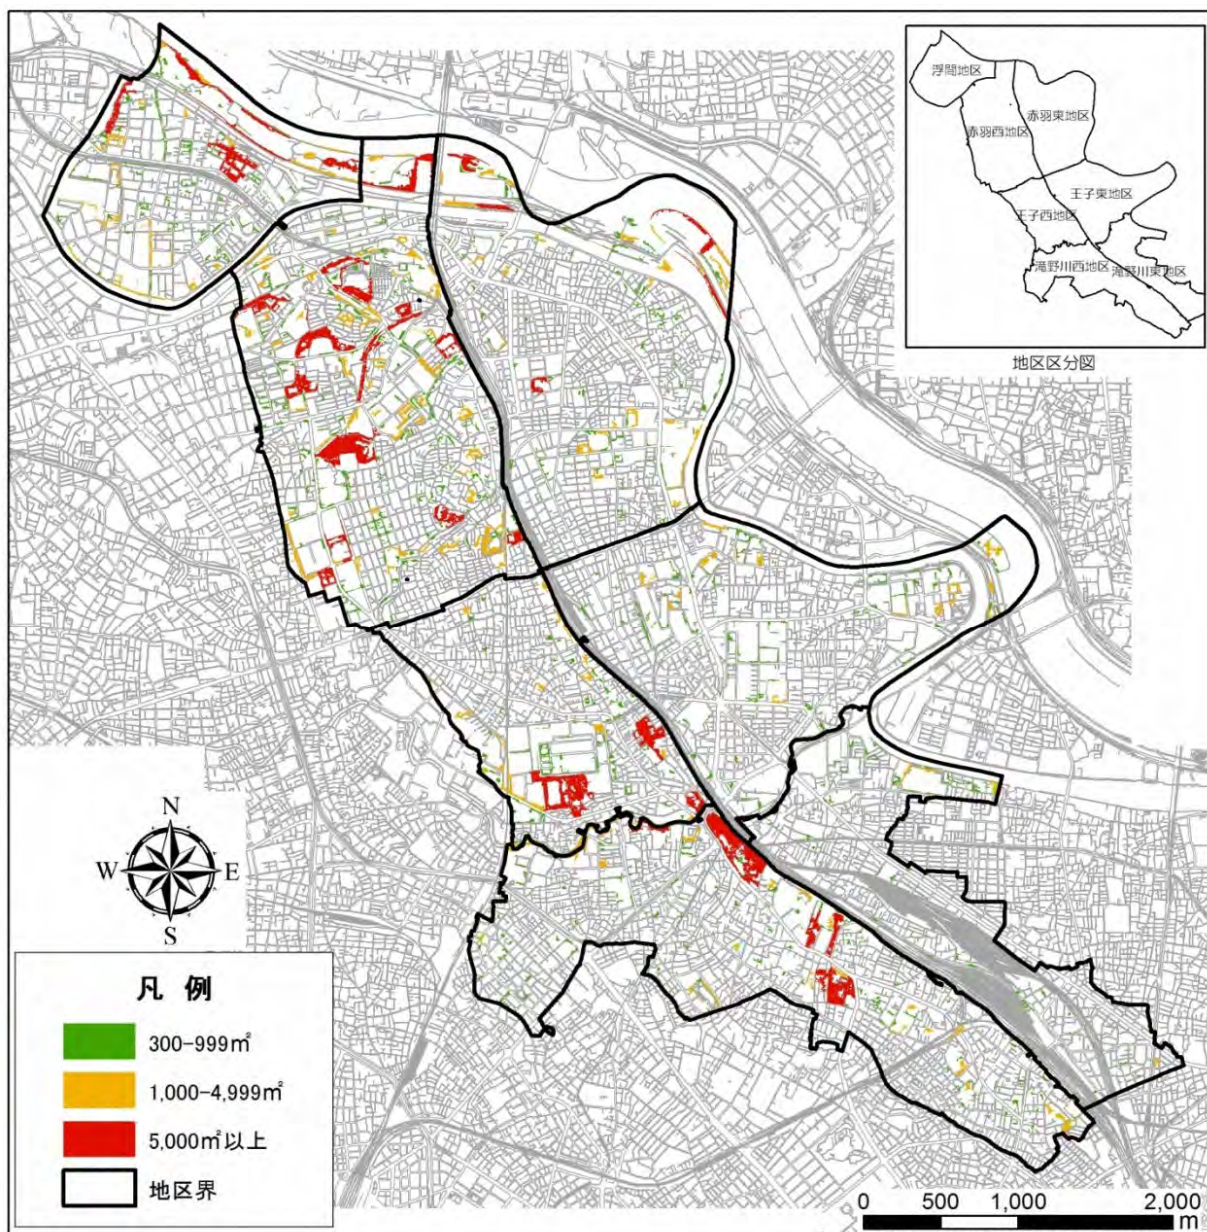 浮間地区
赤羽東地区
赤羽西地区
王子東地区
王子西地区
滝野川西地区
滝野川東地区
地区区分図
N
W
E
S
凡 例
300-999㎡
1,000-4,999㎡
5,000㎡以上
地区界
0 500 1,000 2,000
m